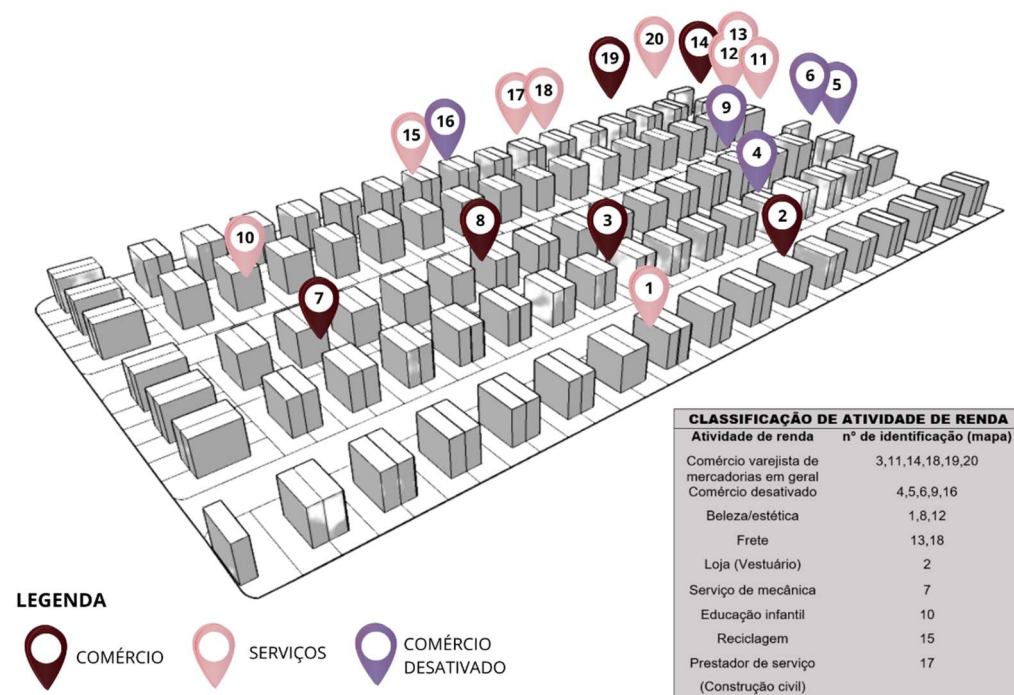 13
20
14
12
19
11
6
5
18
17
9
16
15
4
2
8
3
10
1
7
CLASSIFICAÇÃO DE ATIVIDADE DE RENDA
Atividade de renda nº de identificação (mapa)
Comércio varejista de 3,11,14,18,19,20
mercadorias em geral
Comércio desativado 4,5,6,9,16
Beleza/estética 1,8,12
Frete 13,18
Loja (Vestuário) 2
Serviço de mecânica 7
Educação infantil 10
Reciclagem 15
Prestador de serviço 17
(Construção civil)
LEGENDA
COMÉRCIO
SERVIÇOS
COMÉRCIO
DESATIVADO